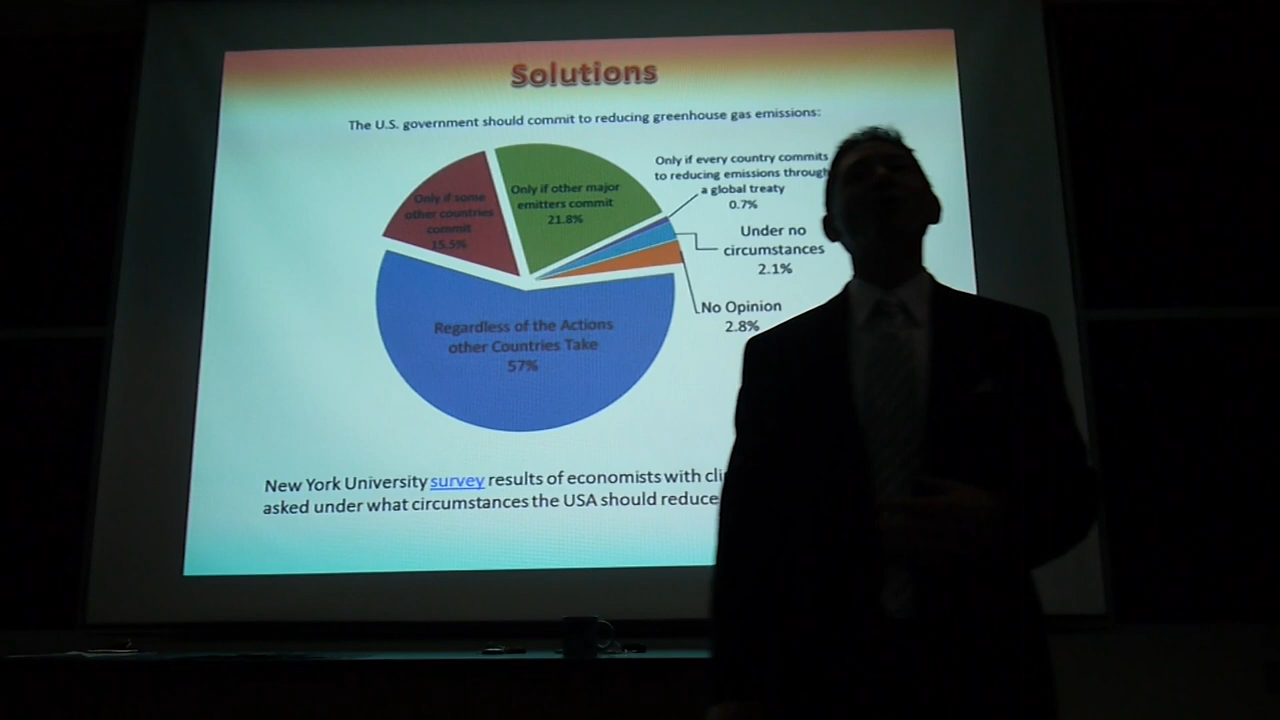 Solutions
The U.S. government should commit to reducing greenhouse gas emissions:
Only if some
other countries
commit
15.5%
Only if other major
emitters commit
21.8%
Only if every country commits
to reducing emissions through
a global treaty
0.7%
Under no
circumstances
2.1%
No Opinion
2.8%
Regardless of the Actions
other Countries Take
57%
New York University survey results of economists with
asked under what circumstances the USA should reduce